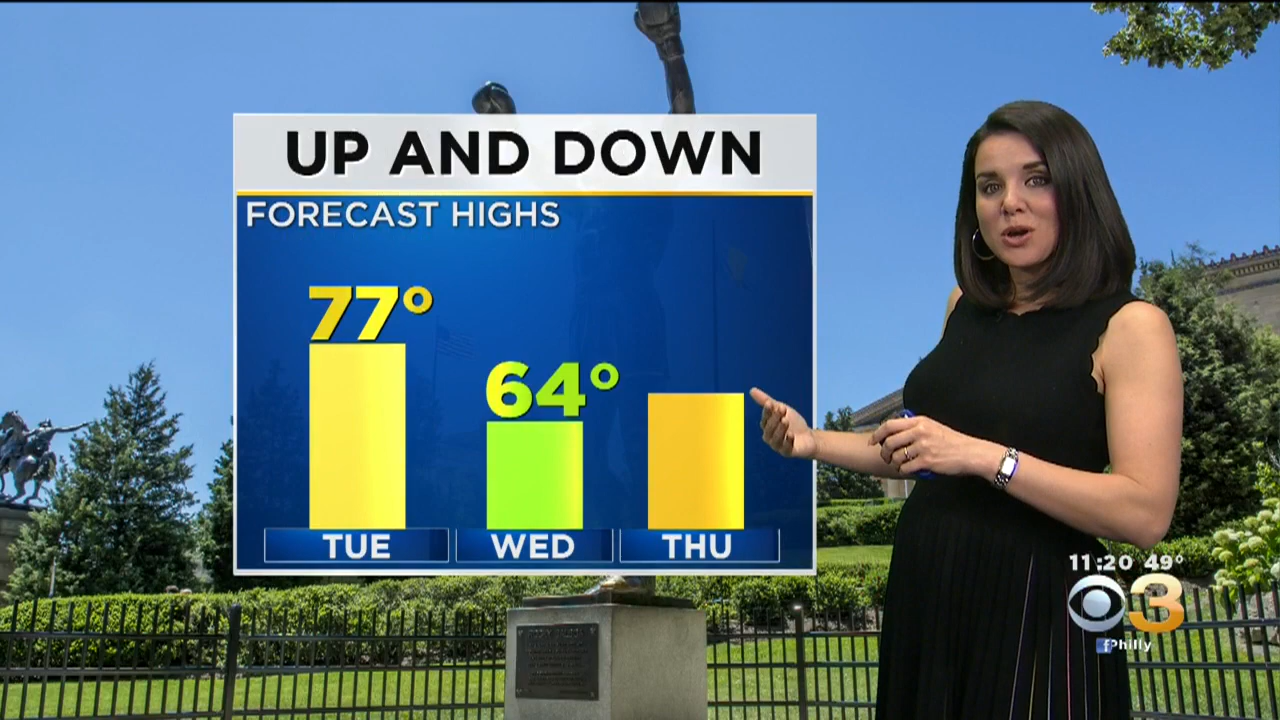 UP AND DOWN
FORECAST HIGHS
77°
64°
TUE
WED
THU
11:20 49°
3
f Philly